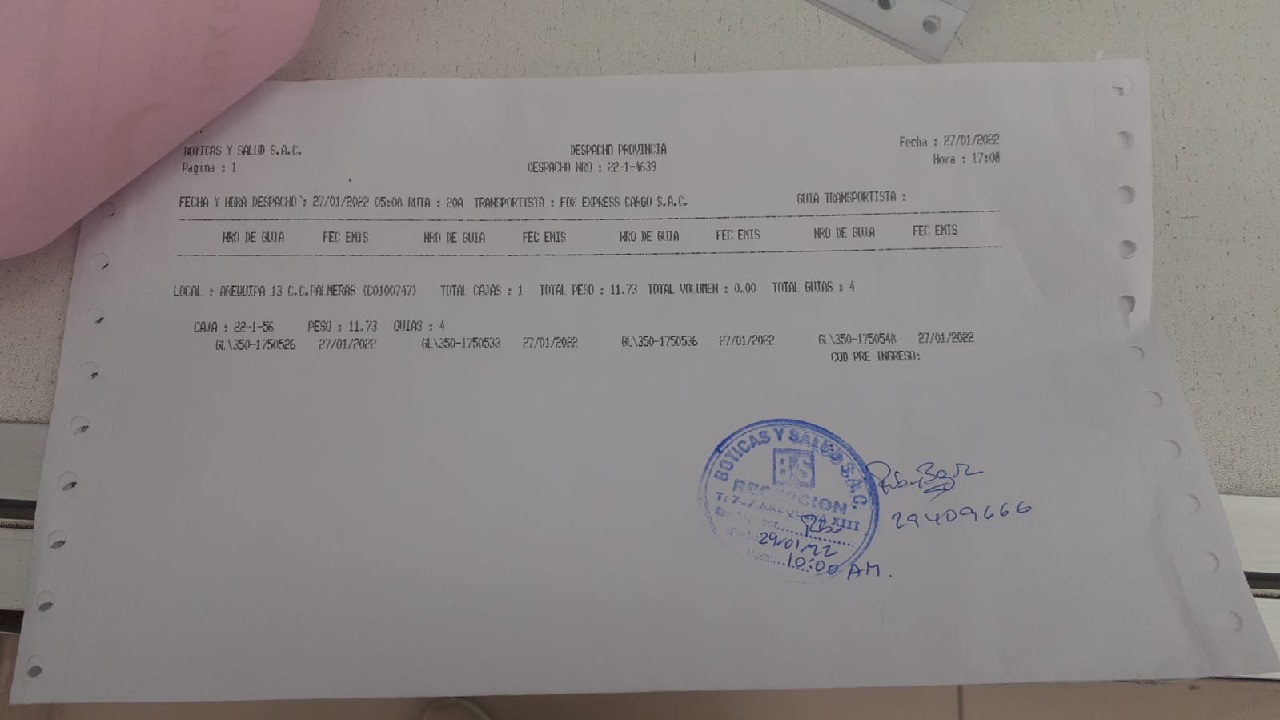 BOTICAS Y SALUD S.A.C. DESPACHO PROVINCIA Fecha : 27/01/2022
Pagina : 1 DESPACHO NRO : 22-1-4639 Hora : 17:08
FECHA Y HORA DESPACHO : 27/01/2022 05:08 RUTA : 20A TRANSPORTISTA : FOX EXPRESS CARGO S.A.C. GUIA TRANSPORTISTA :
NRO DE GUIA FEC EMIS NRO DE GUIA FEC EMIS NRO DE GUIA FEC EMIS NRO DE GUIA FEC EMIS
LOCAL : AREQUIPA 13 C.C.PALMERAS (C0100747) TOTAL CAJAS : 1 TOTAL PESO : 11.73 TOTAL VOLUMEN : 0.00 TOTAL GUIAS : 4
CAJA : 22-1-56 PESO : 11.73 GUIAS : 4
GL\350-1750526 27/01/2022 GL\350-1750533 27/01/2022 GL\350-1750536 27/01/2022 GL\350-1750548 27/01/2022
COD PRE INGRESO:
BOTICAS Y SALUD S.A.C.
BS
RECEPCION
T: 747 AREQUIPA XIII
29/01/22
Hora: 10:00 AM.
29409666